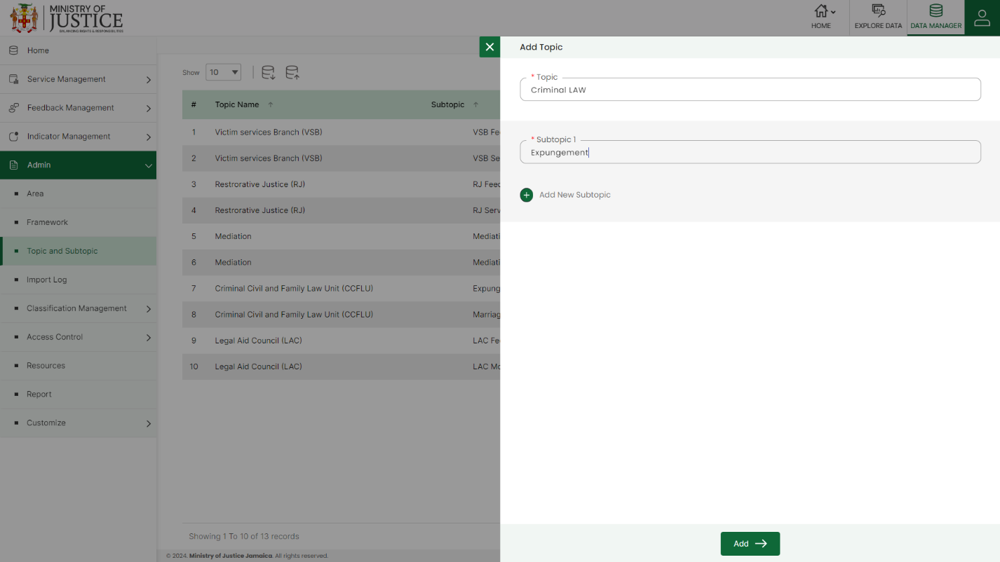 MINISTRY OF
JUSTICE
BALANCING RIGHTS & RESPONSIBILITIES
HOME
EXPLORE DATA
DATA MANAGER
Home
Service Management
Feedback Management
Indicator Management
Admin
Area
Framework
Topic and Subtopic
Import Log
Classification Management
Access Control
Resources
Report
Customize
Show 10
# Topic Name Subtopic
1 Victim services Branch (VSB) VSB Fe
2 Victim services Branch (VSB) VSB Se
3 Restrorative Justice (RJ) RJ Feec
4 Restrorative Justice (RJ) RJ Serv
5 Mediation Mediati
6 Mediation Mediati
7 Criminal Civil and Family Law Unit (CCFLU) Expung
8 Criminal Civil and Family Law Unit (CCFLU) Marriag
9 Legal Aid Council (LAC) LAC Fe
10 Legal Aid Council (LAC) LAC Mo
Showing 1 To 10 of 13 records
© 2024. Ministry of Justice Jamaica. All rights reserved.
Add Topic
* Topic
Criminal LAW
* Subtopic 1
Expungement
Add New Subtopic
Add